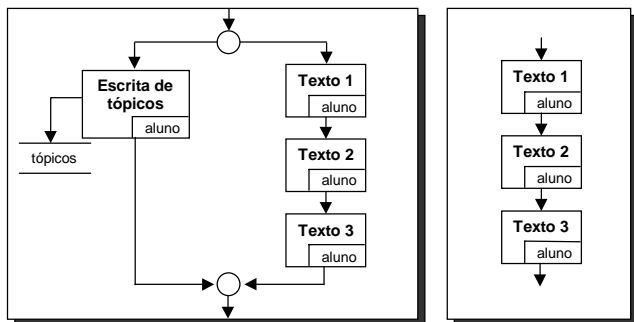 Escrita de
tópicos
aluno
tópicos
Texto 1
aluno
Texto 2
aluno
Texto 3
aluno
Texto 1
aluno
Texto 2
aluno
Texto 3
aluno